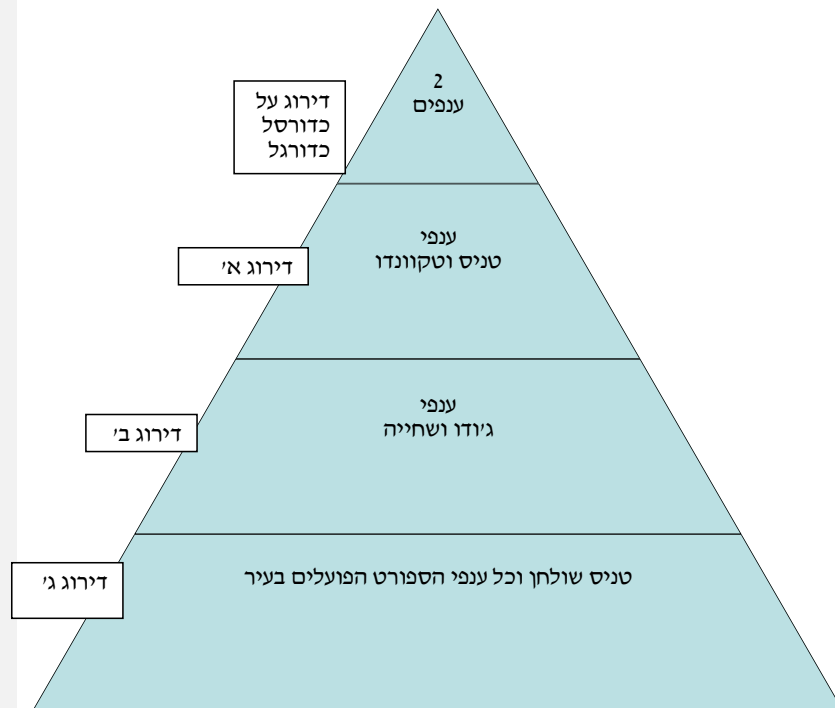 2
ענפים
דירוג על
כדורסל
כדורגל
ענפי
טניס וטקוונדו
דירוג א'
ענפי
ג'ודו ושחייה
דירוג ב'
טניס שולחן וכל ענפי הספורט הפועלים בעיר
דירוג ג'